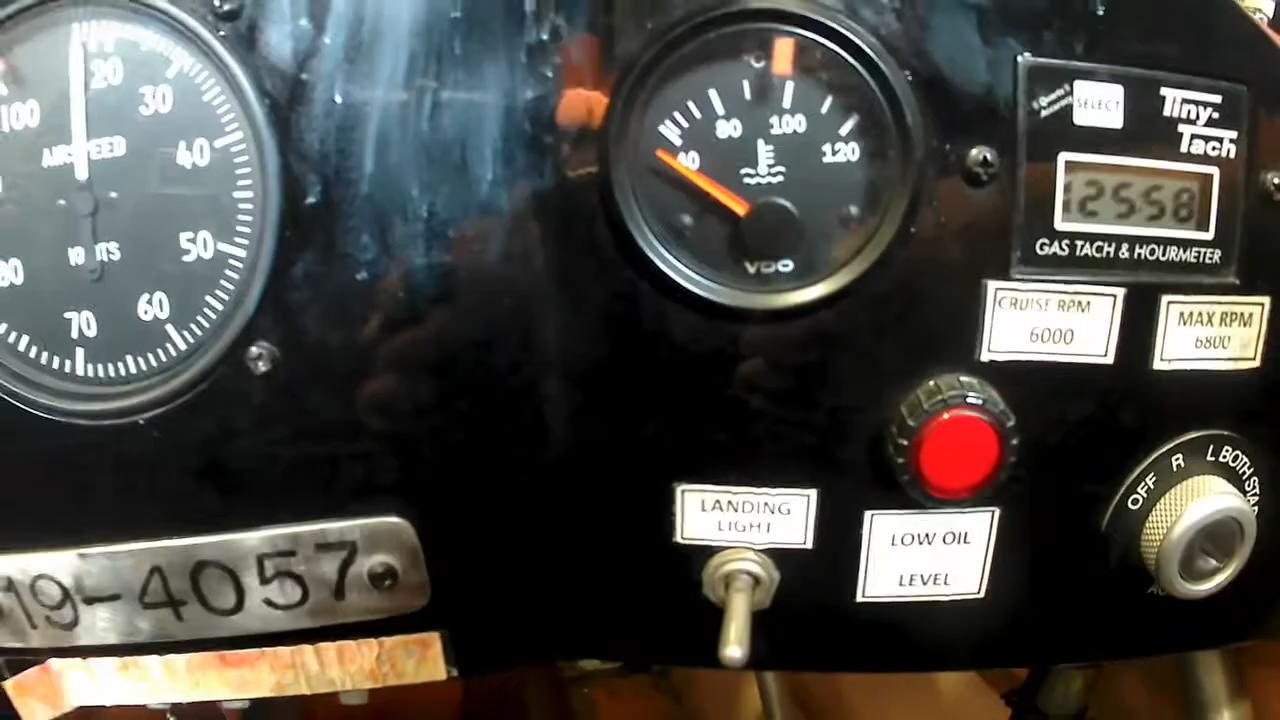 100
20
30
AIRSPEED
40
50
60
70
80
40
80
100
120
VDO
SELECT
Tiny-
Tach
2558
GAS TACH & HOURMETER
CRUISE RPM
6000
MAX RPM
6800
OFF R L BOTH
LANDING
LIGHT
LOW OIL
LEVEL
19-4057